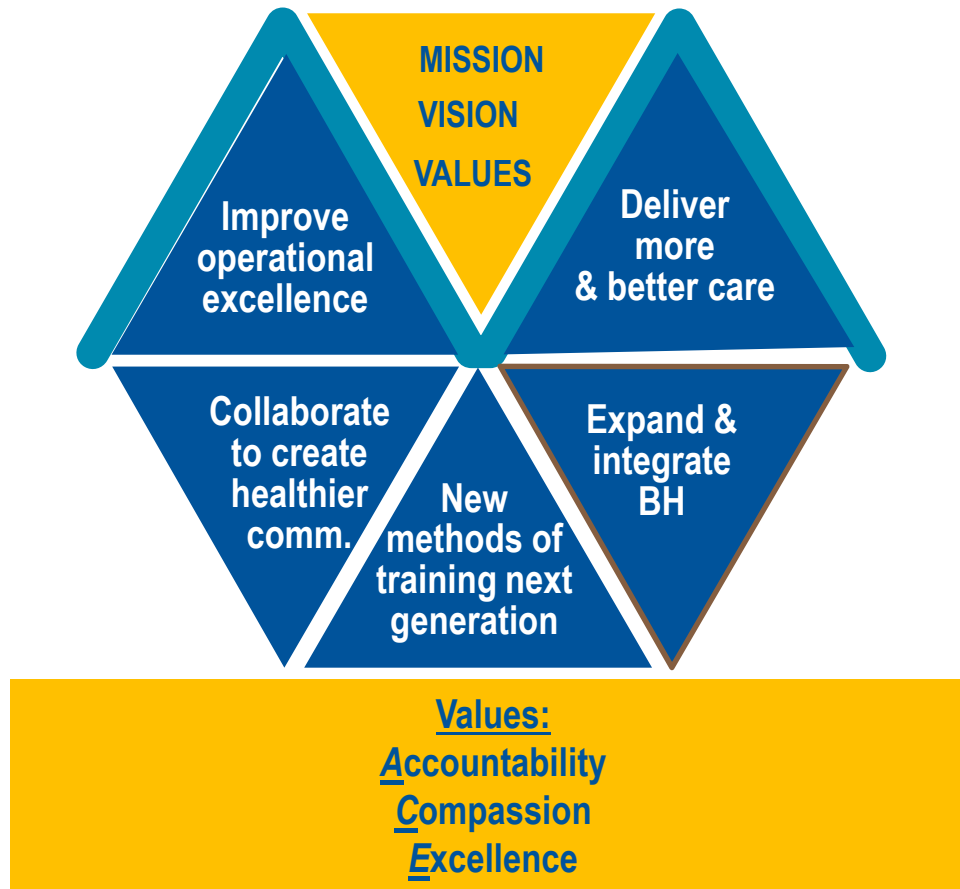 MISSION
VISION
VALUES
Improve
operational
excellence
Deliver
more
& better care
Collaborate
to create
healthier
comm.
New
methods of
training next
generation
Expand &
integrate
BH
Values:
Accountability
Compassion
Excellence